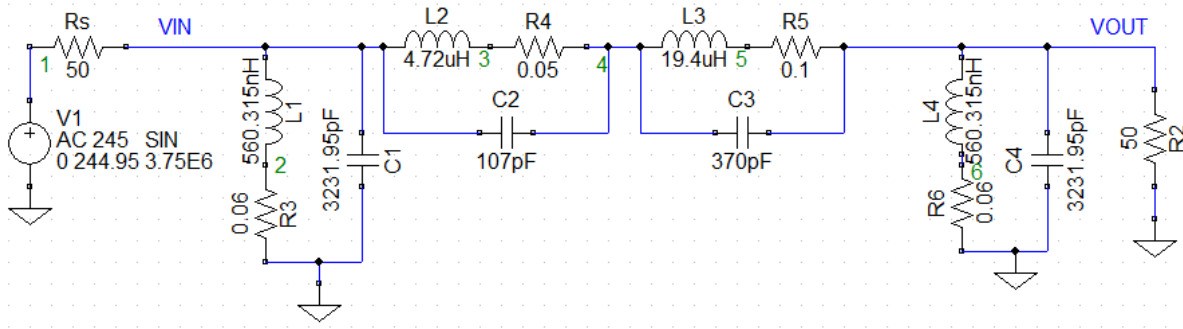 Rs
50
VIN
1
V1
AC 245 SIN
0 244.95 3.75E6
560.315nH
L1
2
0.06
R3
3231.95pF
C1
L2
4.72uH
3
R4
0.05
4
C2
107pF
L3
19.4uH
5
R5
0.1
C3
370pF
VOUT
L4
560.315nH
6
R6
0.06
C4
3231.95pF
50
R2